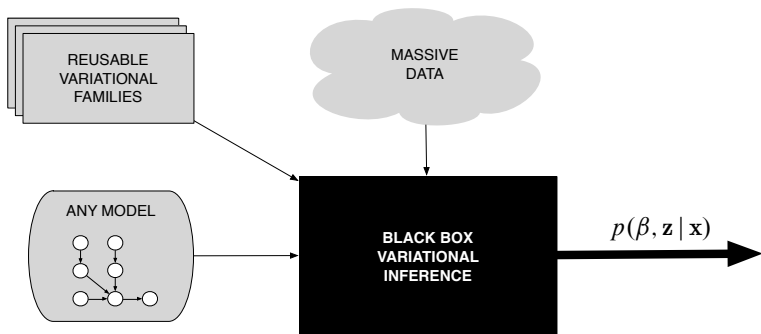 REUSABLE
VARIATIONAL
FAMILIES
MASSIVE
DATA
ANY MODEL
BLACK BOX
VARIATIONAL
INFERENCE
p(β, z | x)